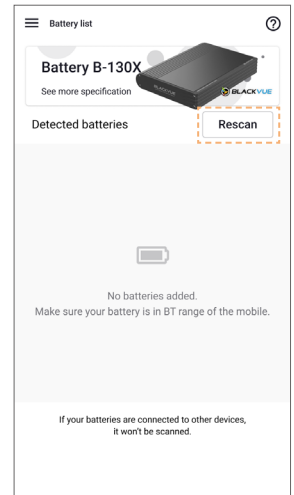 Battery list
Battery B-130X
See more specification
BLACKVUE
BLACKVUE
Detected batteries
Rescan
No batteries added.
Make sure your battery is in BT range of the mobile.
If your batteries are connected to other devices,
it won't be scanned.